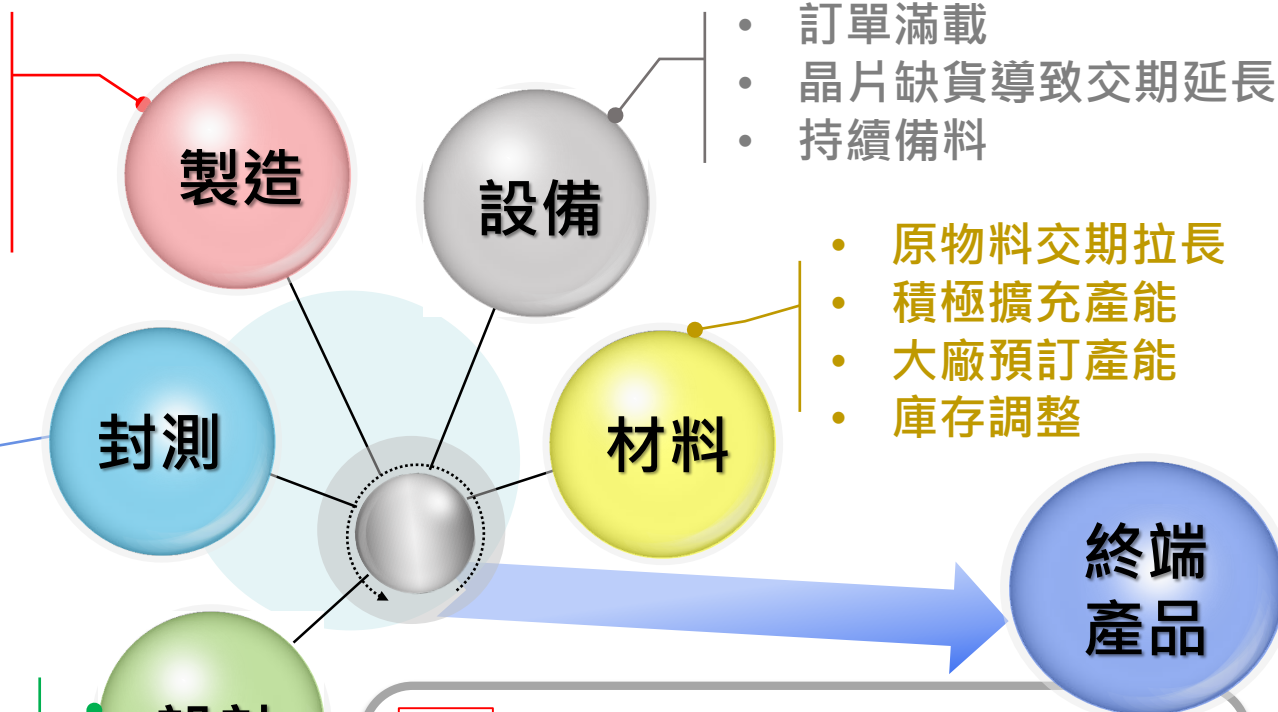 • 訂單滿載
• 晶片缺貨導致交期延長
• 持續備料
製造
設備
• 原物料交期拉長
• 積極擴充產能
• 大廠預訂產能
• 庫存調整
封測
材料
終端
產品
設計